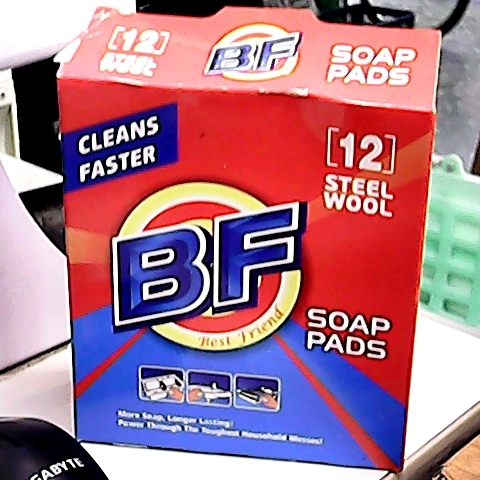 [12]
BF
SOAP
PADS
CLEANS
FASTER
[12]
STEEL
WOOL
BF
Best Friend
SOAP
PADS
More Soap, Longer Lasting!
Power Through The Toughest Household Messes!
GABYTE